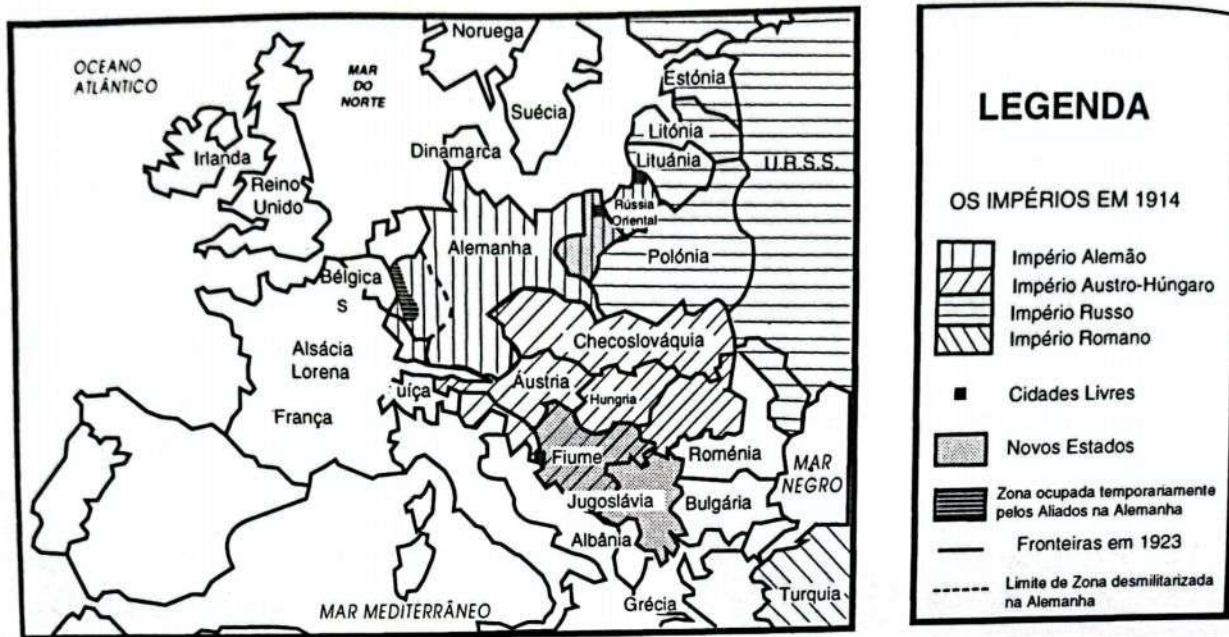 OCEANO
ATLÂNTICO
MAR
DO
NORTE
Noruega
Suécia
Estónia
Litónia
Lituánia
U.R.S.S.
Irlanda
Reino
Unido
Dinamarca
Rússia
Oriental
Alemanha
Polónia
Bélgica
S
Checoslováquia
Alsácia
Lorena
uíça
Áustria
Hungria
França
Fiume
Roménia
MAR
NEGRO
Jugoslávia
Bulgária
Albânia
Grécia
Turquia
MAR MEDITERRÂNEO
LEGENDA
OS IMPÉRIOS EM 1914
Império Alemão
Império Austro-Húngaro
Império Russo
Império Romano
Cidades Livres
Novos Estados
Zona ocupada temporariamente
pelos Aliados na Alemanha
Fronteiras em 1923
Limite de Zona desmilitarizada
na Alemanha